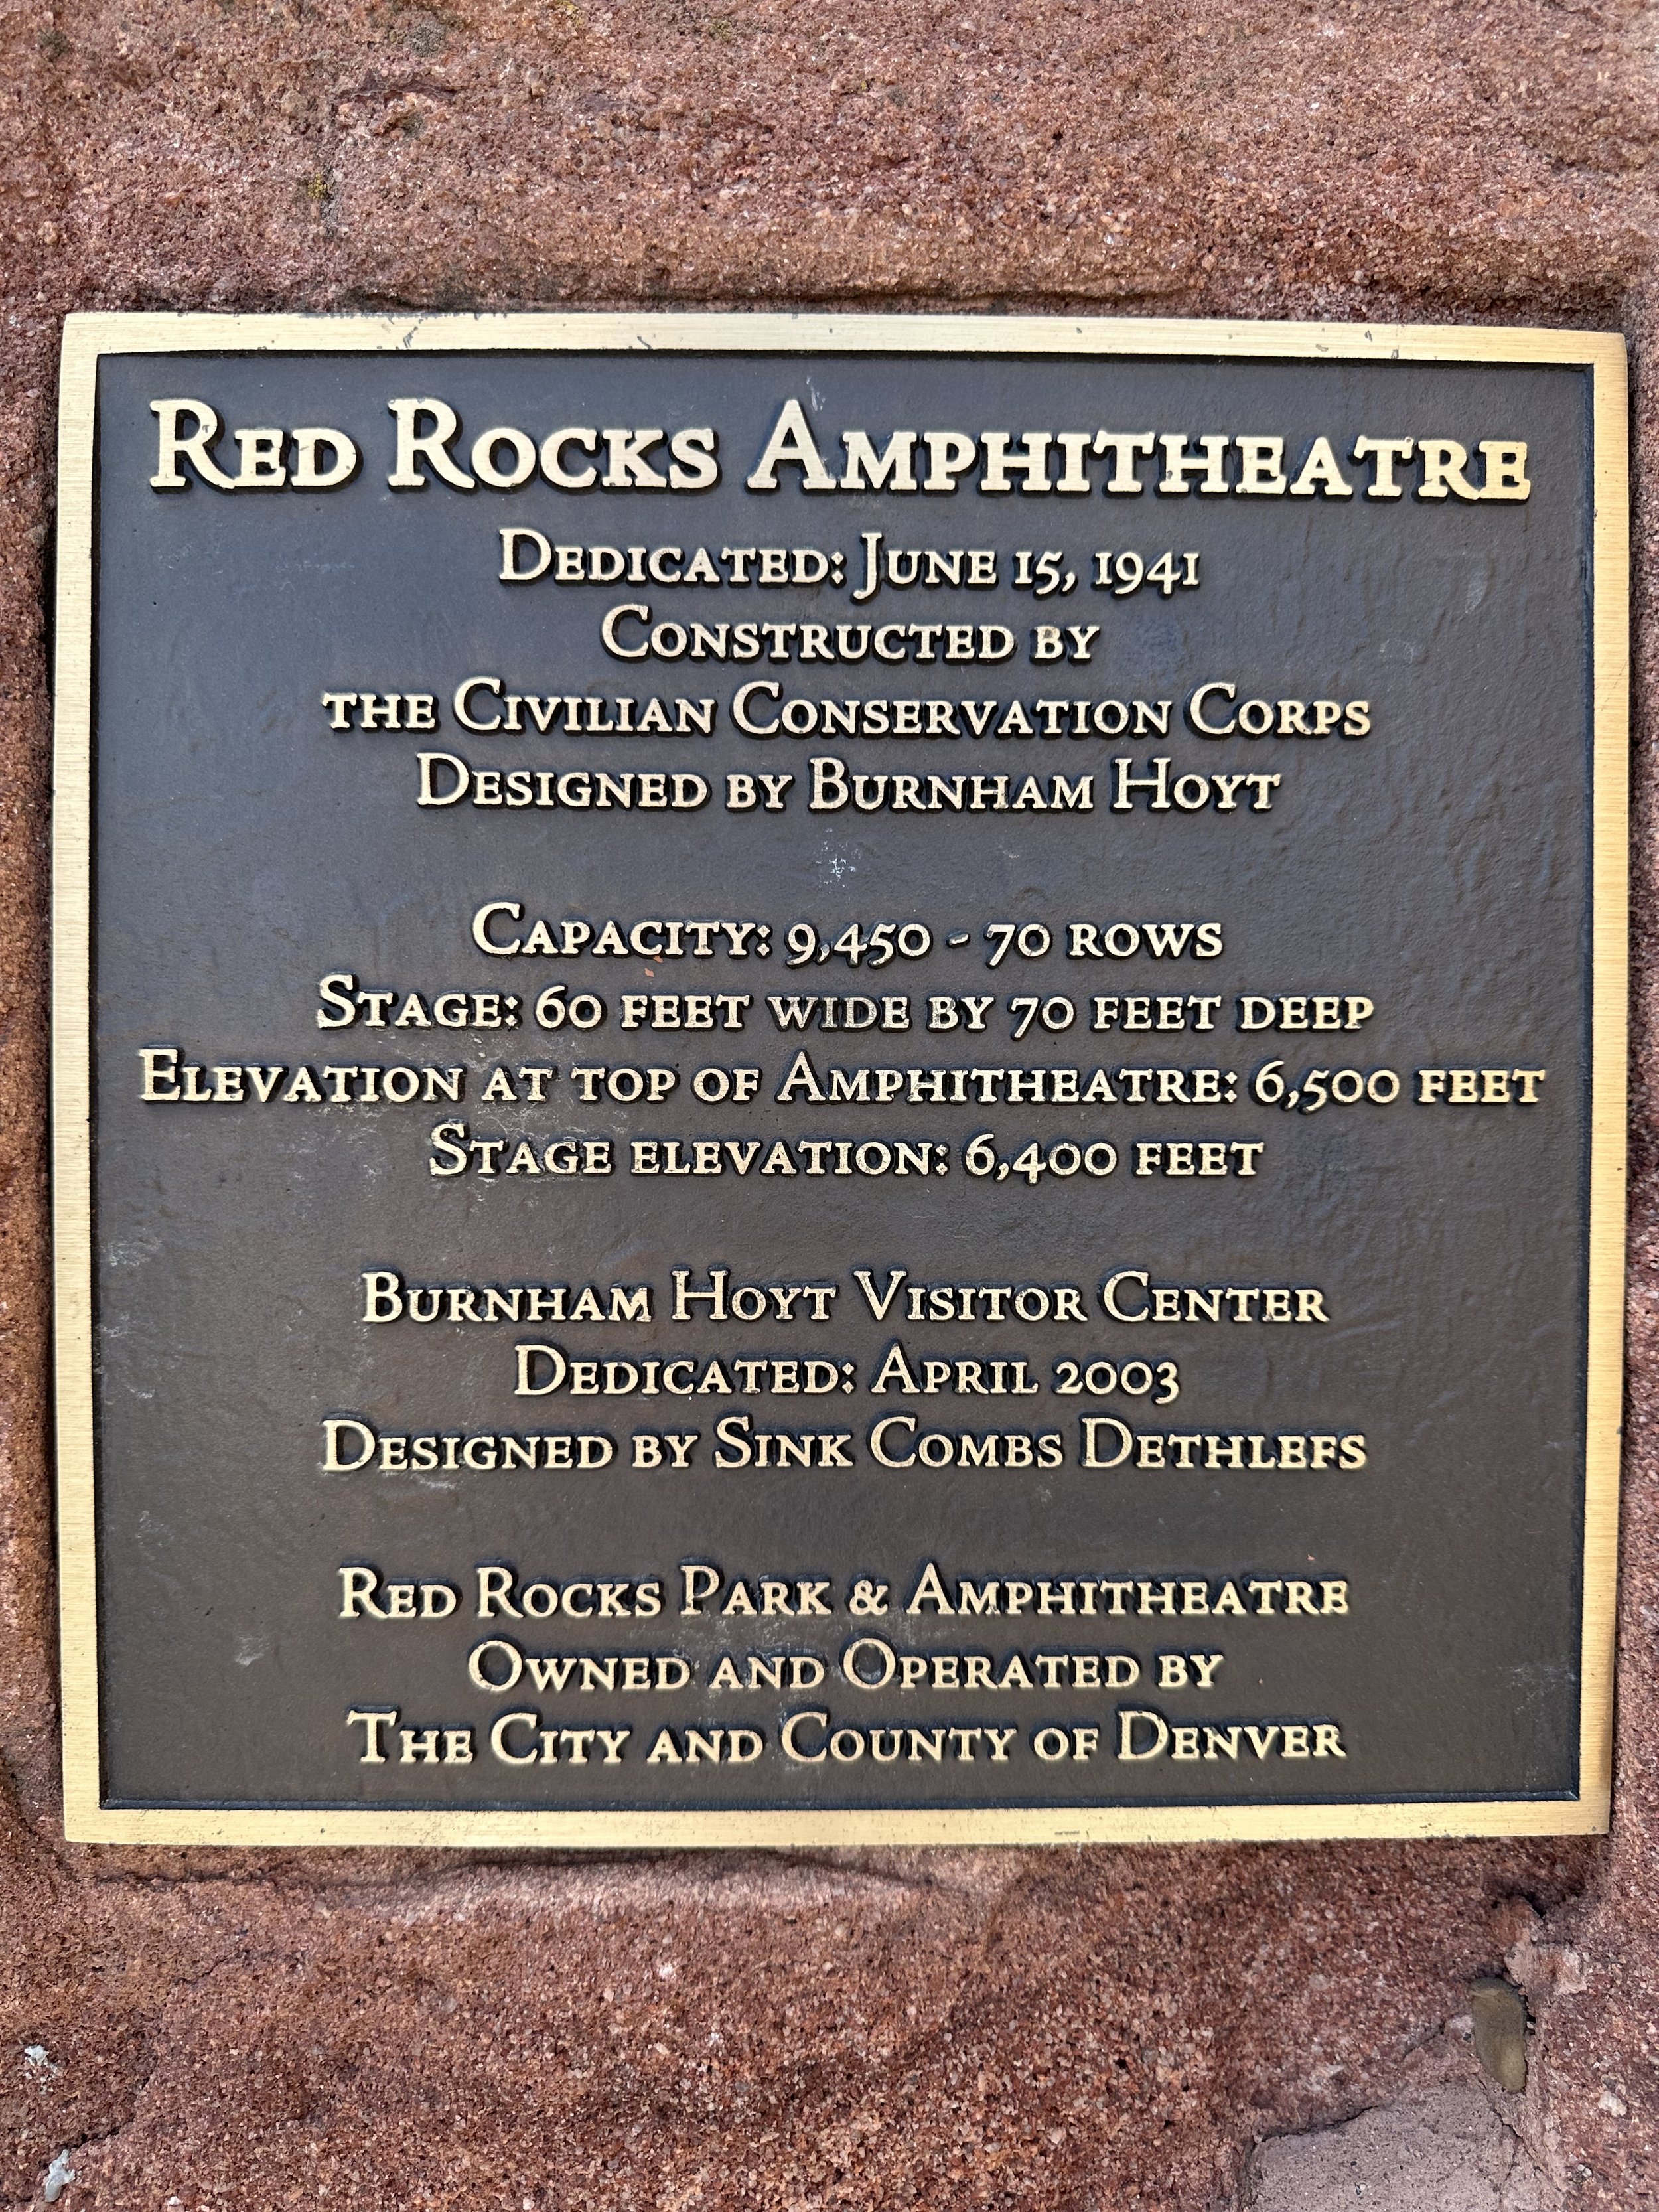 Red Rocks Amphitheatre
Dedicated: June 15, 1941
Constructed by
the Civilian Conservation Corps
Designed by Burnham Hoyt
Capacity: 9,450 - 70 rows
Stage: 60 feet wide by 70 feet deep
Elevation at top of Amphitheatre: 6,500 feet
Stage elevation: 6,400 feet
Burnham Hoyt Visitor Center
Dedicated: April 2003
Designed by Sink Combs Dethlefs
Red Rocks Park & Amphitheatre
Owned and Operated by
The City and County of Denver